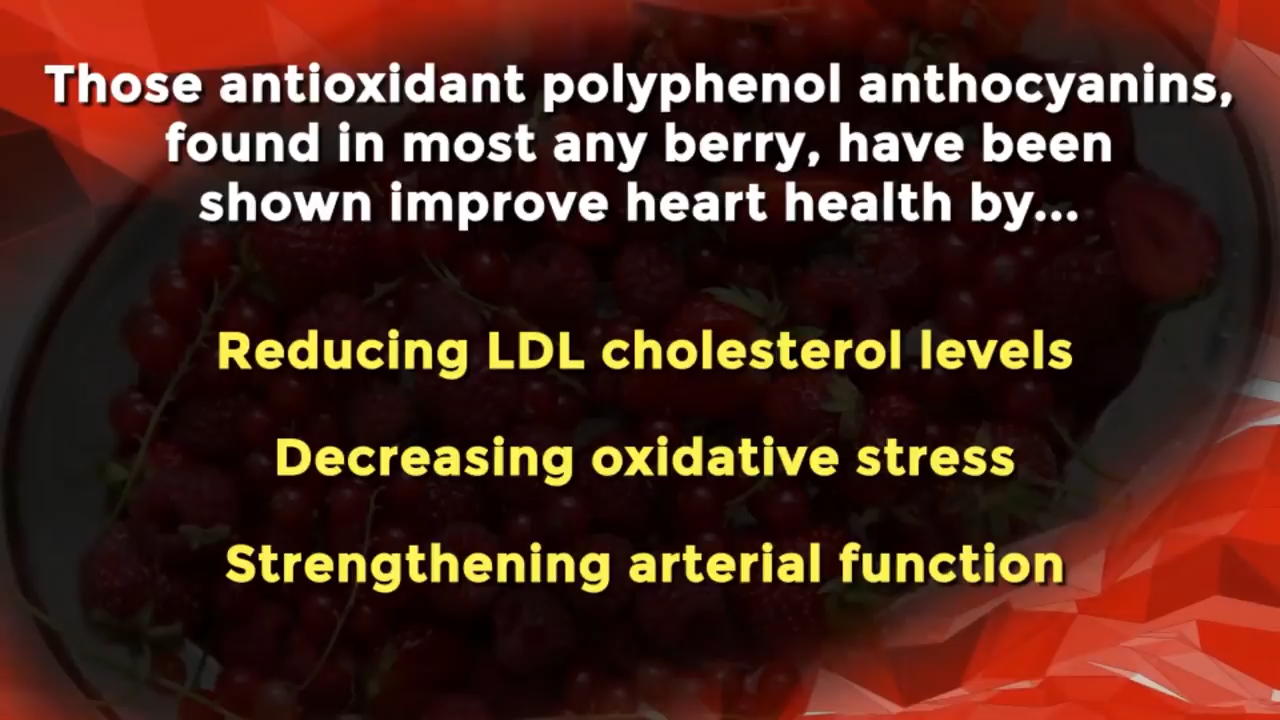 Those antioxidant polyphenol anthocyanins,
found in most any berry, have been
shown improve heart health by...
Reducing LDL cholesterol levels
Decreasing oxidative stress
Strengthening arterial function